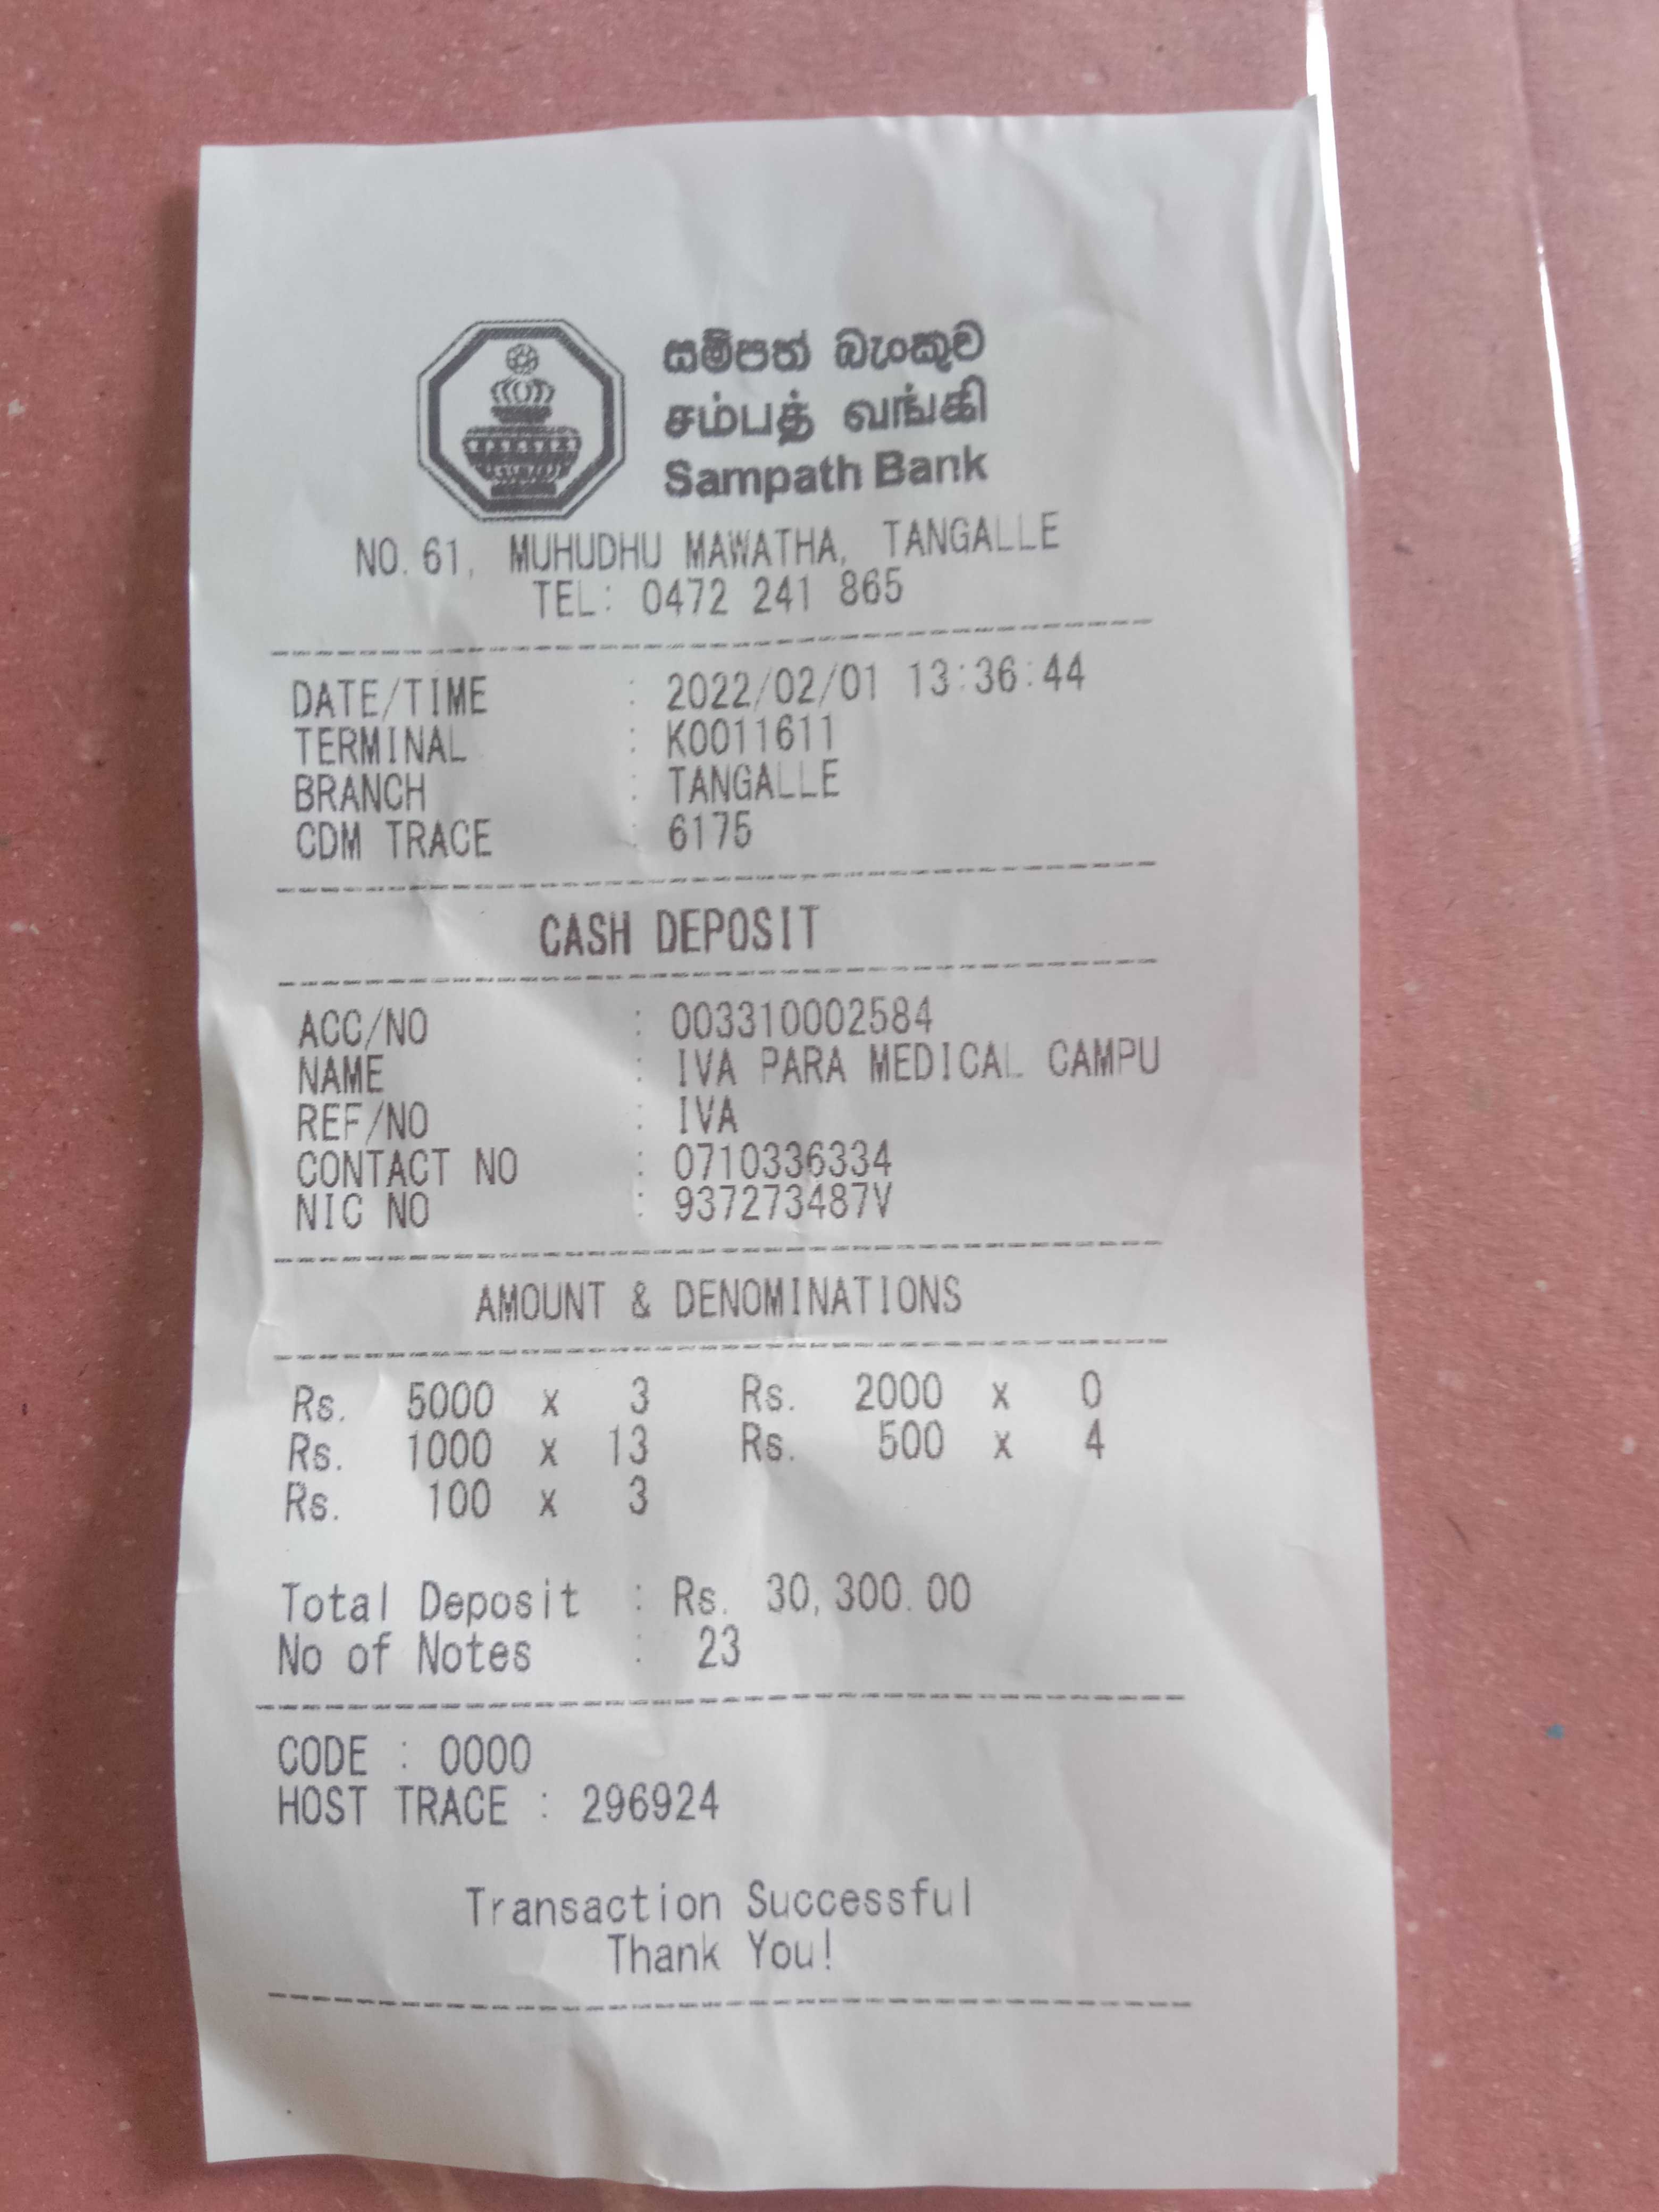 සම්පත් බැංකුව
சம்பத் வங்கி
Sampath Bank
NO. 61, MUHUDHU MAWATHA, TANGALLE
TEL: 0472 241 865
DATE/TIME : 2022/02/01 13:36:44
TERMINAL : K0011611
BRANCH : TANGALLE
CDM TRACE : 6175
CASH DEPOSIT
ACC/NO : 003310002584
NAME : IVA PARA MEDICAL CAMPU
REF/NO : IVA
CONTACT NO : 0710336334
NIC NO : 937273487V
AMOUNT & DENOMINATIONS
Rs. 5000 x 3 Rs. 2000 x 0
Rs. 1000 x 13 Rs. 500 x 4
Rs. 100 x 3
Total Deposit : Rs. 30,300.00
No of Notes : 23
CODE : 0000
HOST TRACE : 296924
Transaction Successful
Thank You!